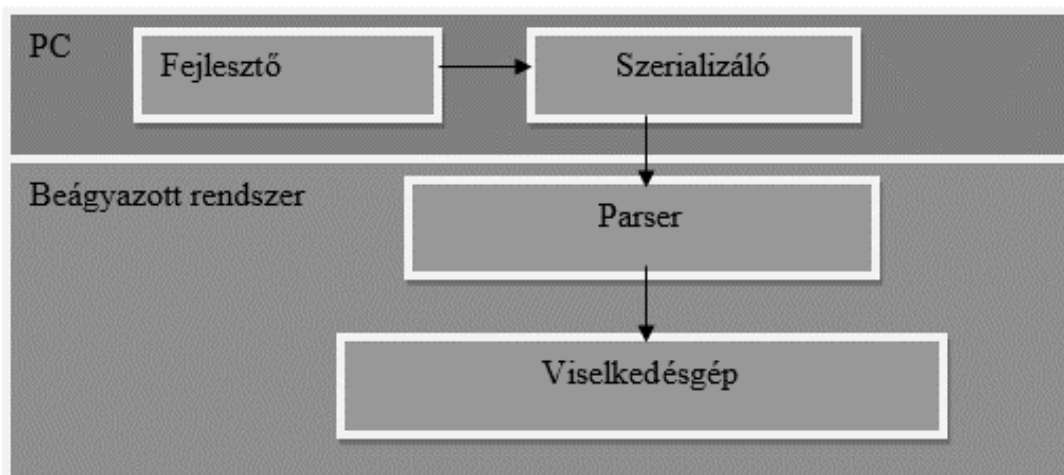 PC
Fejlesztő
Szerializáló
Beágyazott rendszer
Parser
Viselkedésgép